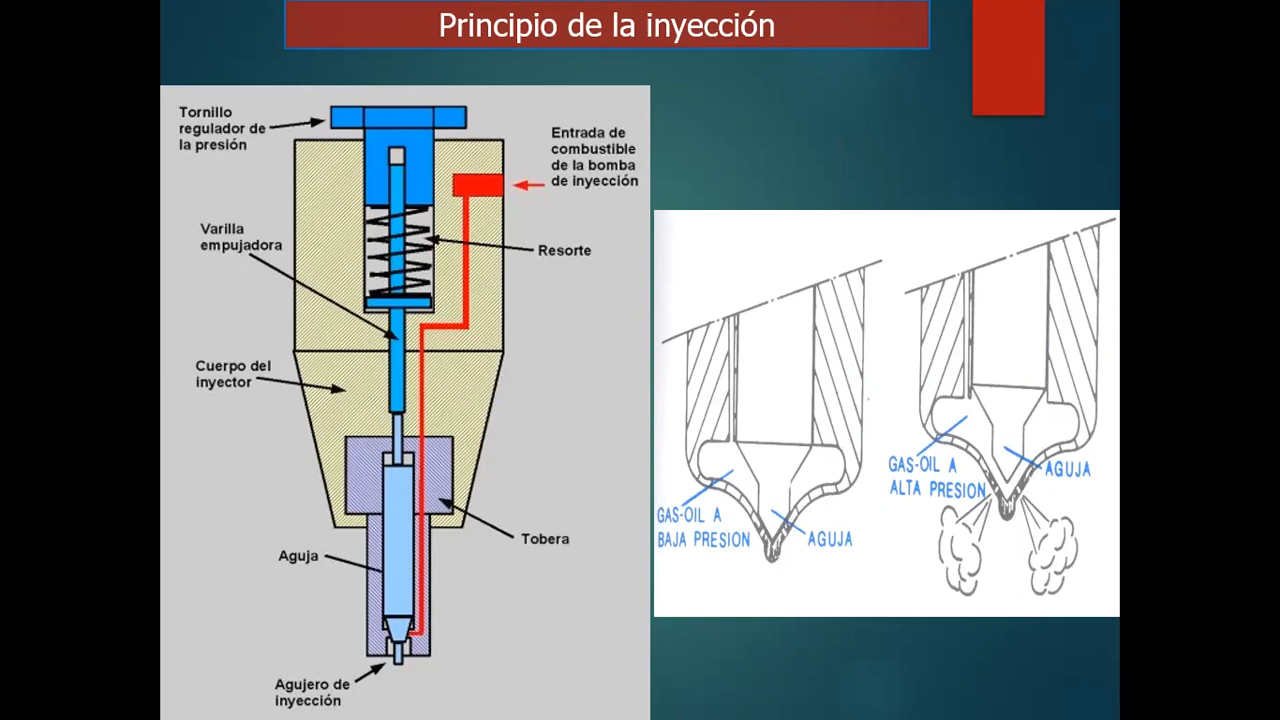 Principio de la inyección
Tornillo
regulador de
la presión
Entrada de
combustible
de la bomba
de inyección
Varilla
empujadora
Resorte
Cuerpo del
inyector
Tobera
Aguja
Agujero de
inyección
GAS-OIL A
BAJA PRESION
AGUJA
GAS-OIL A
ALTA PRESION
AGUJA